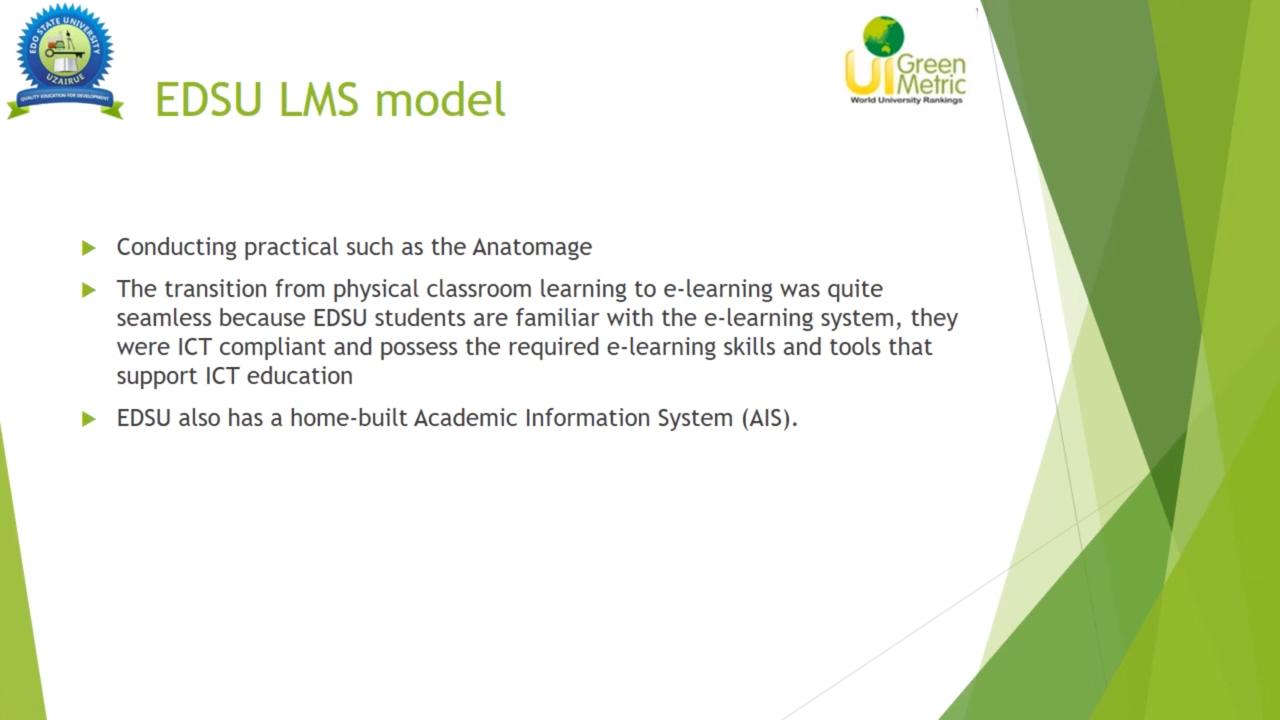 EDO STATE UNIVERSITY
UZAIRUE
QUALITY EDUCATION FOR DEVELOPMENT
UI Green
Metric
World University Rankings
EDSU LMS model
Conducting practical such as the Anatomage
The transition from physical classroom learning to e-learning was quite
seamless because EDSU students are familiar with the e-learning system, they
were ICT compliant and possess the required e-learning skills and tools that
support ICT education
EDSU also has a home-built Academic Information System (AIS).